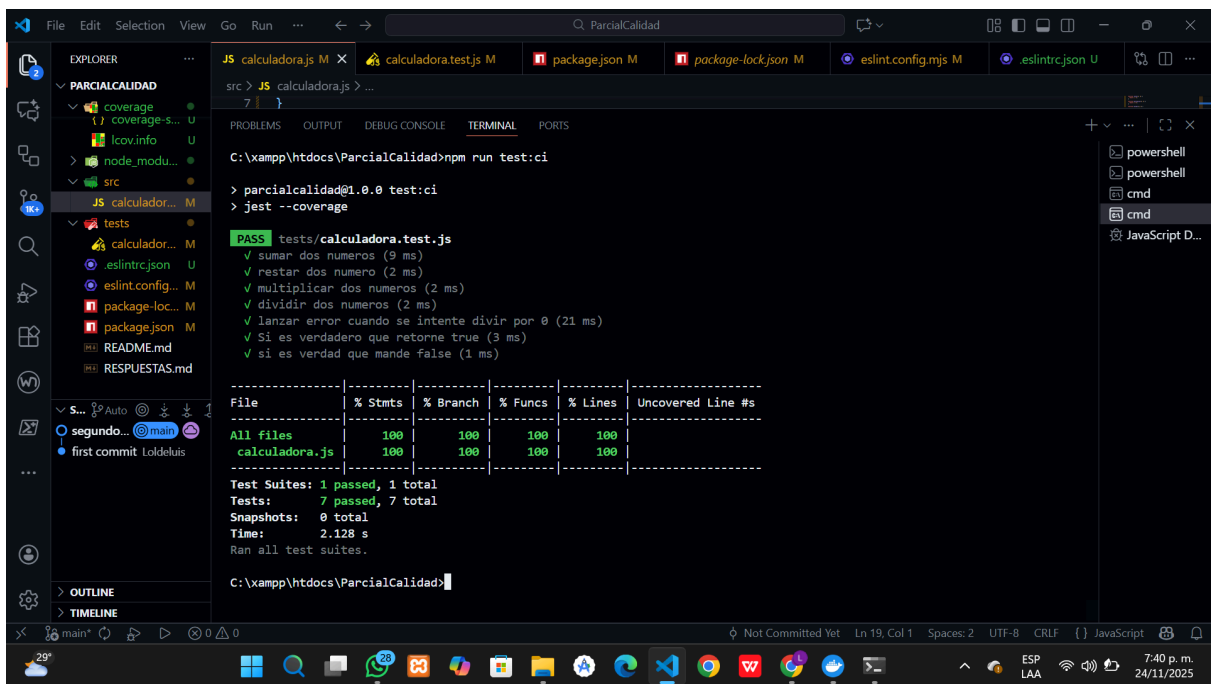 File Edit Selection View Go Run ··· ParcialCalidad
EXPLORER ···
PARCIALCALIDAD
coverage
{} coverage-s... U
lcov.info U
node_modu...
src
JS calculador... M
tests
calculador... M
.eslintrc.json U
eslint.config... M
package-loc... M
package.json M
README.md
RESPUESTAS.md
S... Auto
segundo... main
first commit Loldeluis
OUTLINE
TIMELINE
2
1K+
JS calculadora.js M calculadora.test.js M package.json M package-lock.json M eslint.config.mjs M .eslintrc.json U
src > JS calculadora.js > ...
7 }
PROBLEMS OUTPUT DEBUG CONSOLE TERMINAL PORTS
C:\xampp\htdocs\ParcialCalidad>npm run test:ci
> parcialcalidad@1.0.0 test:ci
> jest --coverage
PASS tests/calculadora.test.js
√ sumar dos numeros (9 ms)
√ restar dos numero (2 ms)
√ multiplicar dos numeros (2 ms)
√ dividir dos numeros (2 ms)
√ lanzar error cuando se intente divir por 0 (21 ms)
√ Si es verdadero que retorne true (3 ms)
√ si es verdad que mande false (1 ms)
----------------|---------|----------|---------|---------|-------------------
File | % Stmts | % Branch | % Funcs | % Lines | Uncovered Line #s
----------------|---------|----------|---------|---------|-------------------
All files | 100 | 100 | 100 | 100 |
calculadora.js | 100 | 100 | 100 | 100 |
----------------|---------|----------|---------|---------|-------------------
Test Suites: 1 passed, 1 total
Tests: 7 passed, 7 total
Snapshots: 0 total
Time: 2.128 s
Ran all test suites.
C:\xampp\htdocs\ParcialCalidad>
powershell
powershell
cmd
cmd
JavaScript D...
main* 0 0 Not Committed Yet Ln 19, Col 1 Spaces: 2 UTF-8 CRLF {} JavaScript
29° 28 ESP LAA 7:40 p. m. 24/11/2025